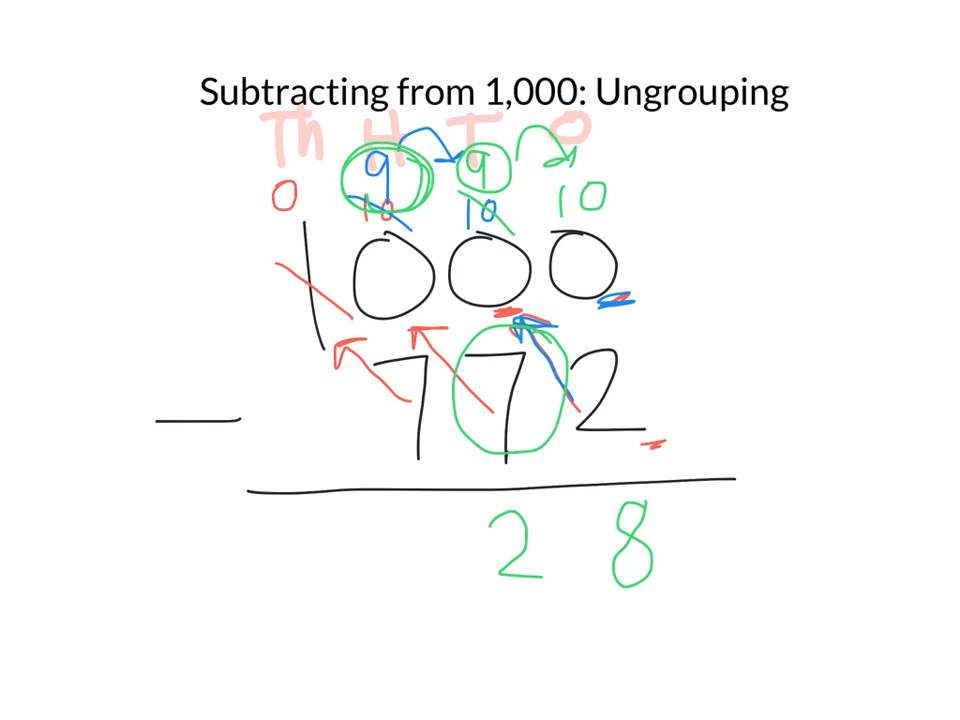 Subtracting from 1,000: Ungrouping
Th H T O
9 9
0 10 10 10
1000
— 772
28